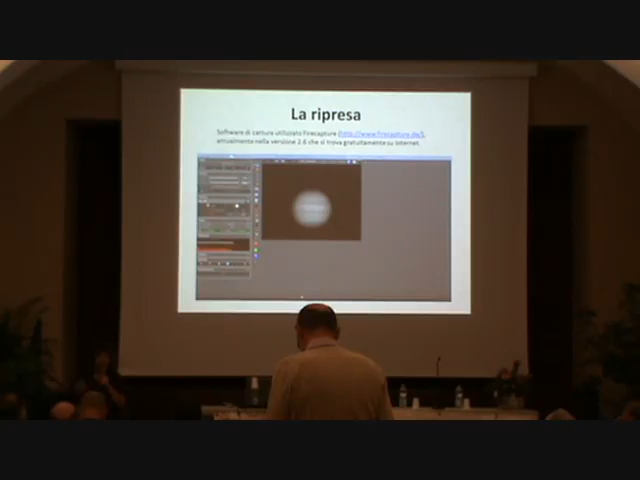 La ripresa
Software di cattura utilizzato Firecapture (http://www.firecapture.de/),
attualmente nella versione 2.6 che si trova gratuitamente su Internet.